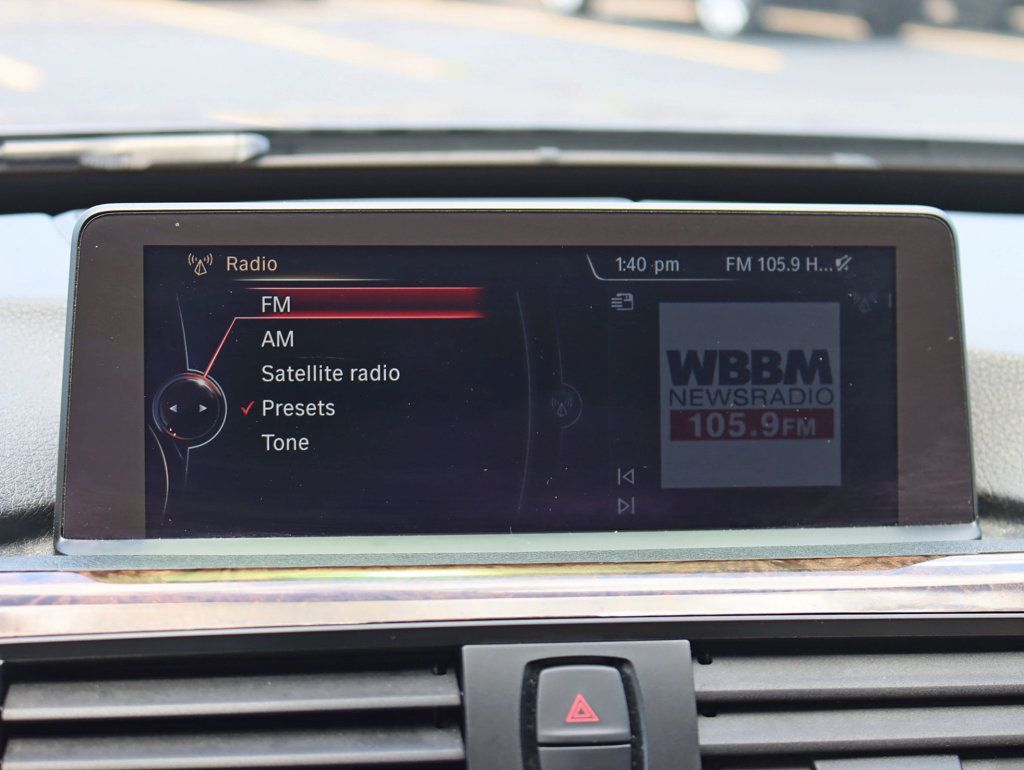 Radio
1:40 pm
FM 105.9 H...
FM
AM
Satellite radio
Presets
Tone
WBBM
NEWSRADIO
105.9FM